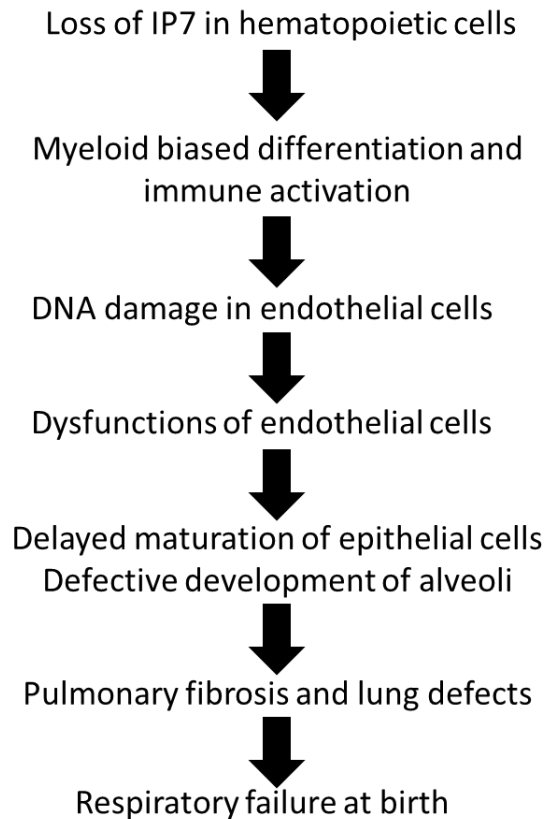 Loss of IP7 in hematopoietic cells
Myeloid biased differentiation and
immune activation
DNA damage in endothelial cells
Dysfunctions of endothelial cells
Delayed maturation of epithelial cells
Defective development of alveoli
Pulmonary fibrosis and lung defects
Respiratory failure at birth